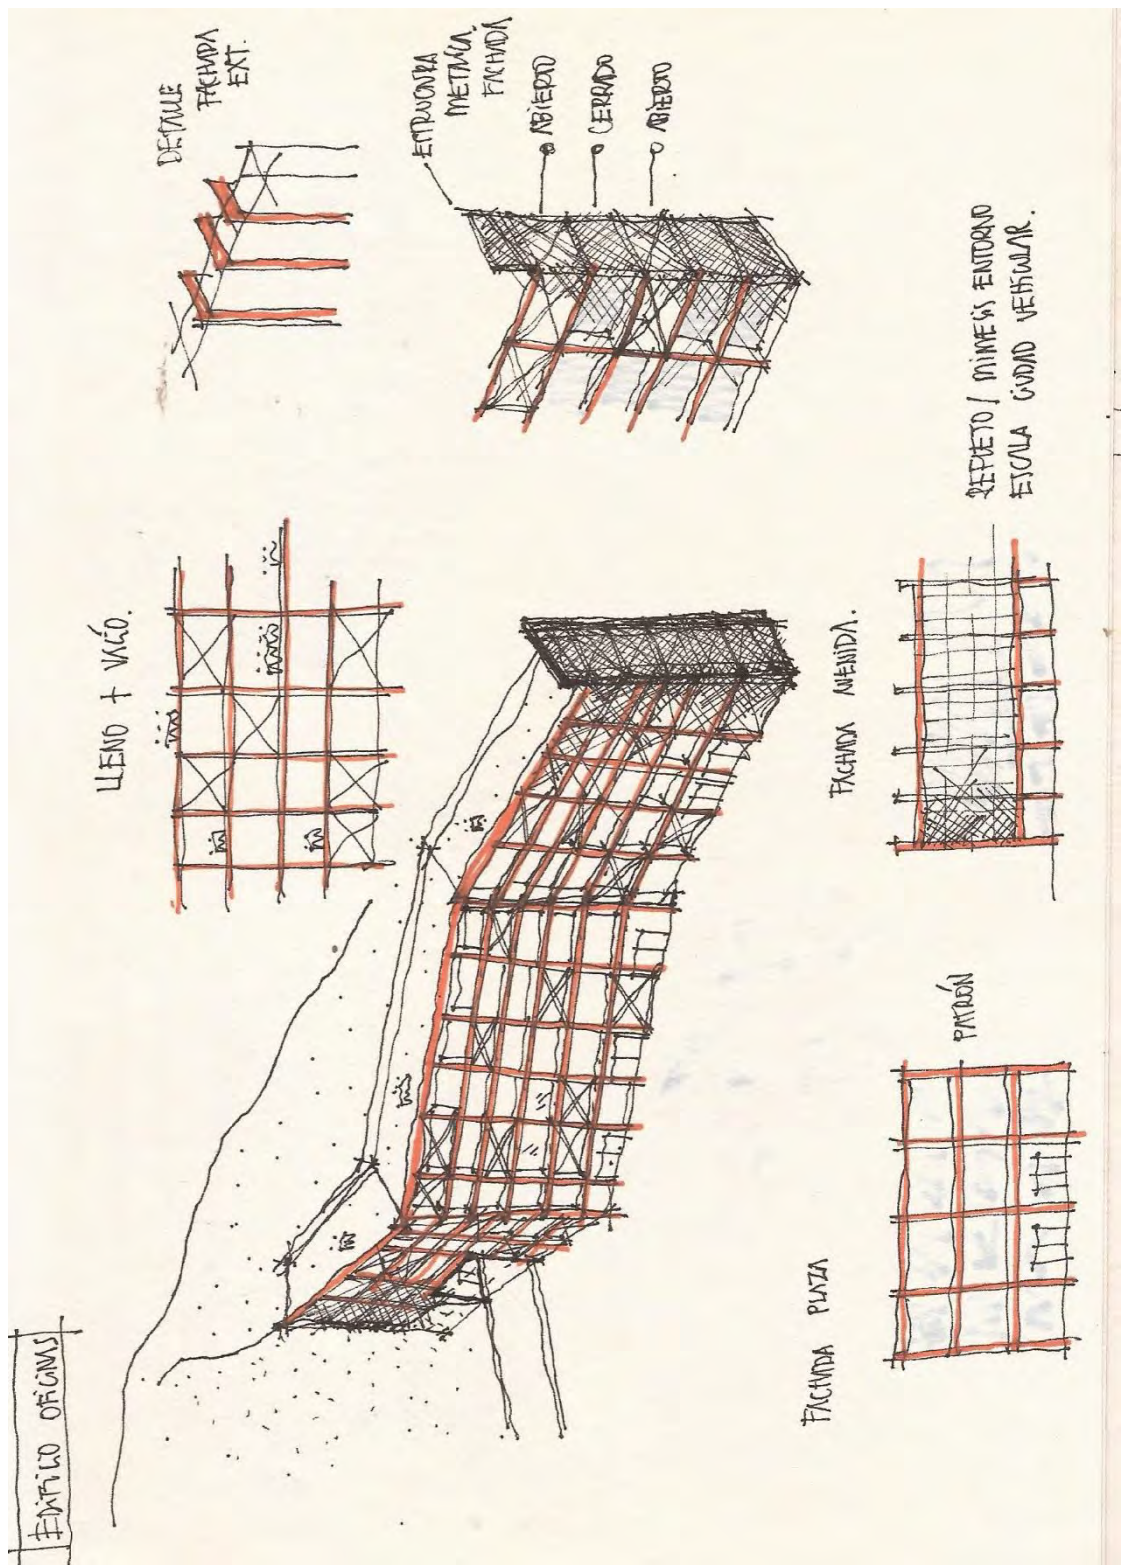 EDIFICIO OFICINAS
LLENO + VACÍO.
DETALLE
FACHADA
EXT.
ESTRUCTURA
METÁLICA
FACHADA
ABIERTO
CERRADO
ABIERTO
FACHADA PLAZA
PATRÓN
FACHADA AVENIDA.
REFLEJO / MIMESIS ENTORNO
ESCALA CIUDAD VEHICULAR.